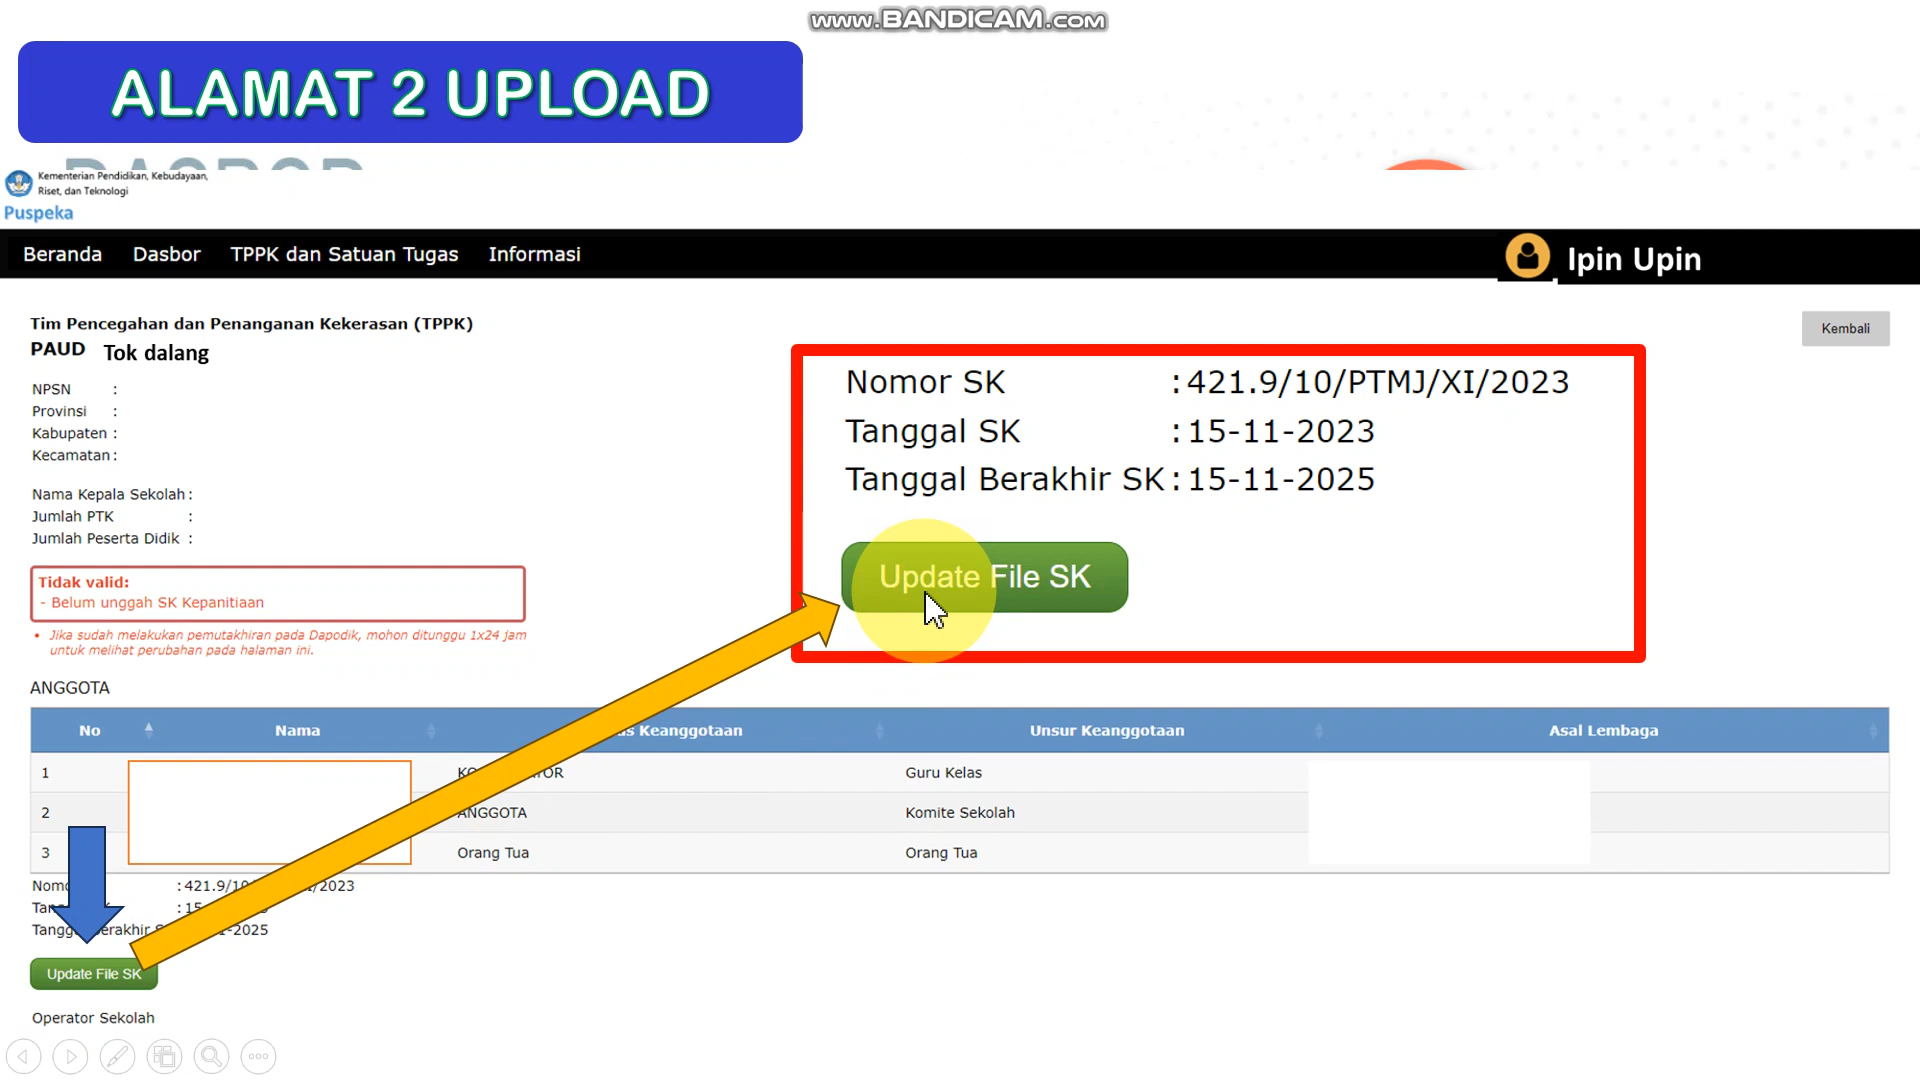 www.BANDICAM.com
ALAMAT 2 UPLOAD
Kementerian Pendidikan, Kebudayaan,
Riset, dan Teknologi
Puspeka
Beranda Dasbor TPPK dan Satuan Tugas Informasi Ipin Upin
Tim Pencegahan dan Penanganan Kekerasan (TPPK)
PAUD Tok dalang
Kembali
NPSN :
Provinsi :
Kabupaten :
Kecamatan :
Nama Kepala Sekolah :
Jumlah PTK :
Jumlah Peserta Didik :
Nomor SK :421.9/10/PTMJ/XI/2023
Tanggal SK :15-11-2023
Tanggal Berakhir SK :15-11-2025
Update File SK
Tidak valid:
- Belum unggah SK Kepanitiaan
• Jika sudah melakukan pemutakhiran pada Dapodik, mohon ditunggu 1x24 jam
untuk melihat perubahan pada halaman ini.
ANGGOTA
No Nama Keanggotaan Unsur Keanggotaan Asal Lembaga
1 Guru Kelas
2 ANGGOTA Komite Sekolah
3 Orang Tua Orang Tua
:421.9/10 /2023
:15
-2025
Update File SK
Operator Sekolah